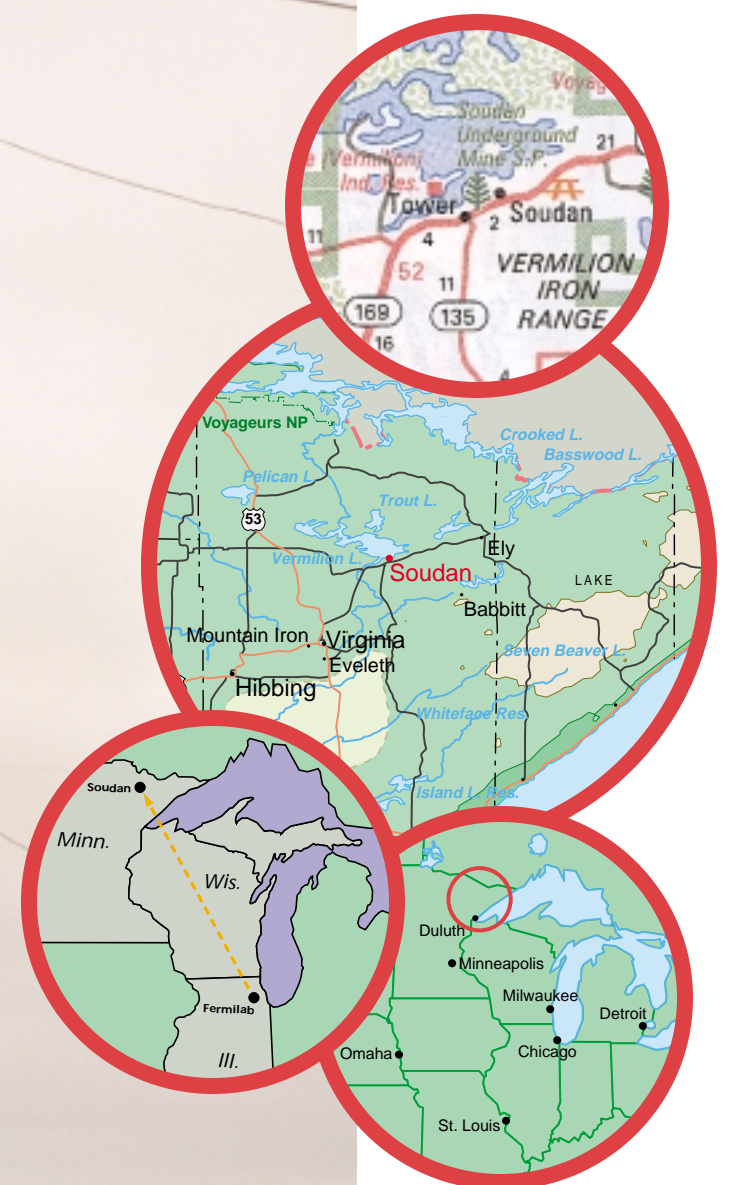 Voyag
Soudan
Underground
Mine S.P.
21
e (Vermilion)
Ind. Res.
Tower
2
Soudan
11
4
52
11
VERMILION
IRON
RANGE
169
135
16
4
Voyageurs NP
Crooked L.
Basswood L.
Pelican L.
Trout L.
53
Ely
Vermilion L.
Soudan
LAKE
Babbitt
Mountain Iron
Virginia
Eveleth
Seven Beaver L.
Hibbing
Whiteface Res.
Island L. Res.
Soudan
Minn.
Wis.
Fermilab
Ill.
Duluth
Minneapolis
Milwaukee
Detroit
Omaha
Chicago
St. Louis